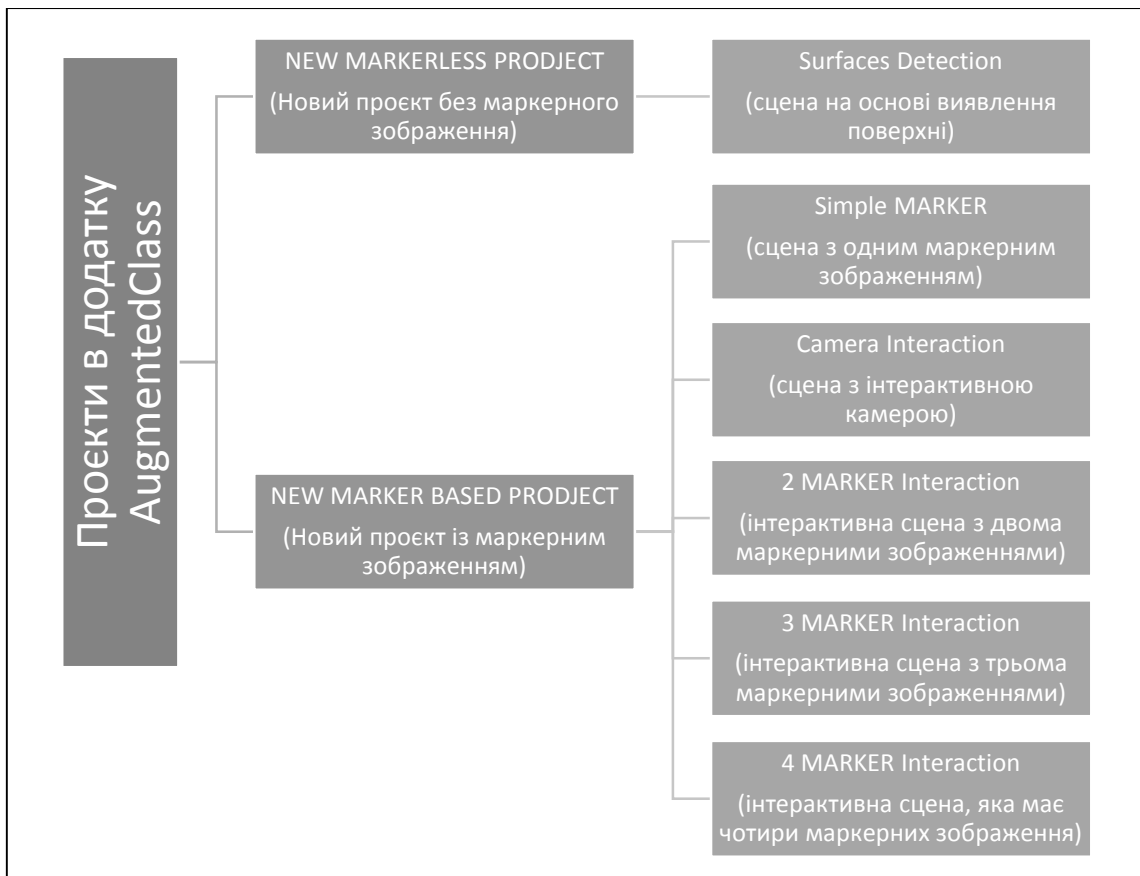 Проєкти в додатку
AugmentedClass
NEW MARKERLESS PRODJECT
(Новий проєкт без маркерного
зображення)
Surfaces Detection
(сцена на основі виявлення
поверхні)
NEW MARKER BASED PRODJECT
(Новий проєкт із маркерним
зображенням)
Simple MARKER
(сцена з одним маркерним
зображенням)
Camera Interaction
(сцена з інтерактивною
камерою)
2 MARKER Interaction
(інтерактивна сцена з двома
маркерними зображеннями)
3 MARKER Interaction
(інтерактивна сцена з трьома
маркерними зображеннями)
4 MARKER Interaction
(інтерактивна сцена, яка має
чотири маркерних зображення)